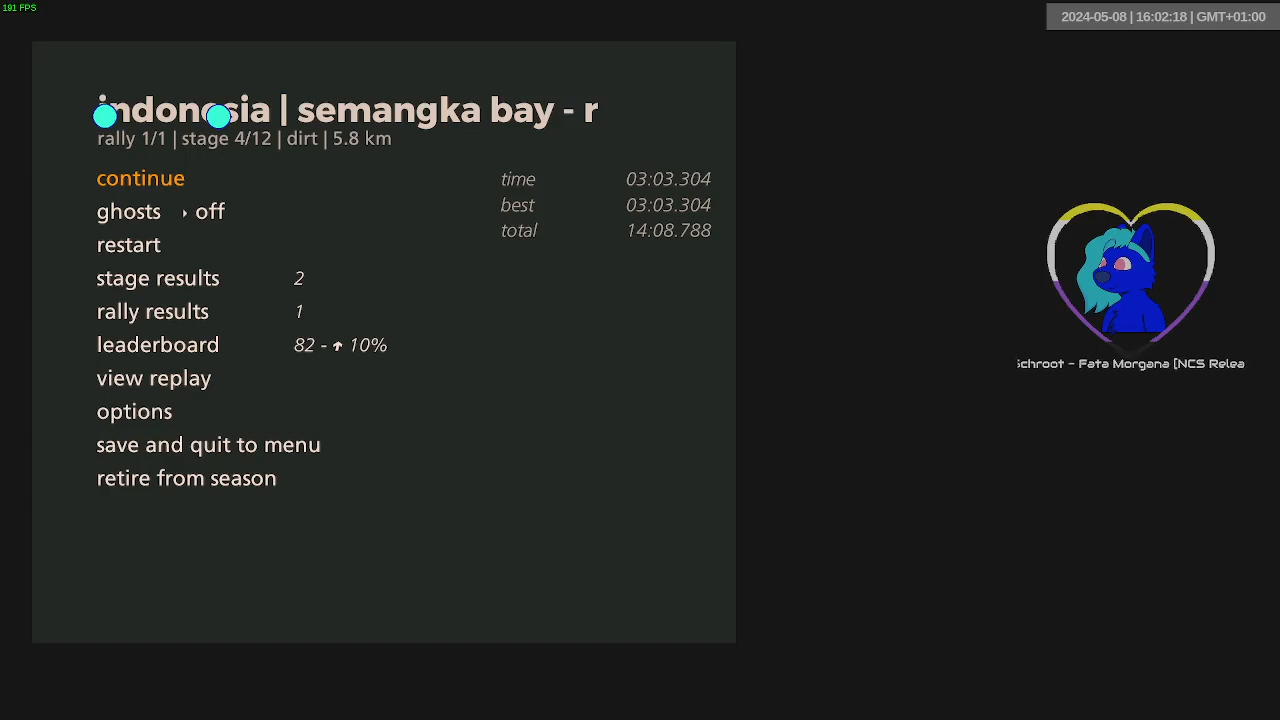 191 FPS
2024-05-08 | 16:02:18 | GMT+01:00
indonesia | semangka bay - r
rally 1/1 | stage 4/12 | dirt | 5.8 km
continue
ghosts off
restart
stage results 2
rally results 1
leaderboard 82 - ↑ 10%
view replay
options
save and quit to menu
retire from season
time 03:03.304
best 03:03.304
total 14:08.788
Schroot - Fata Morgana [NCS Relea